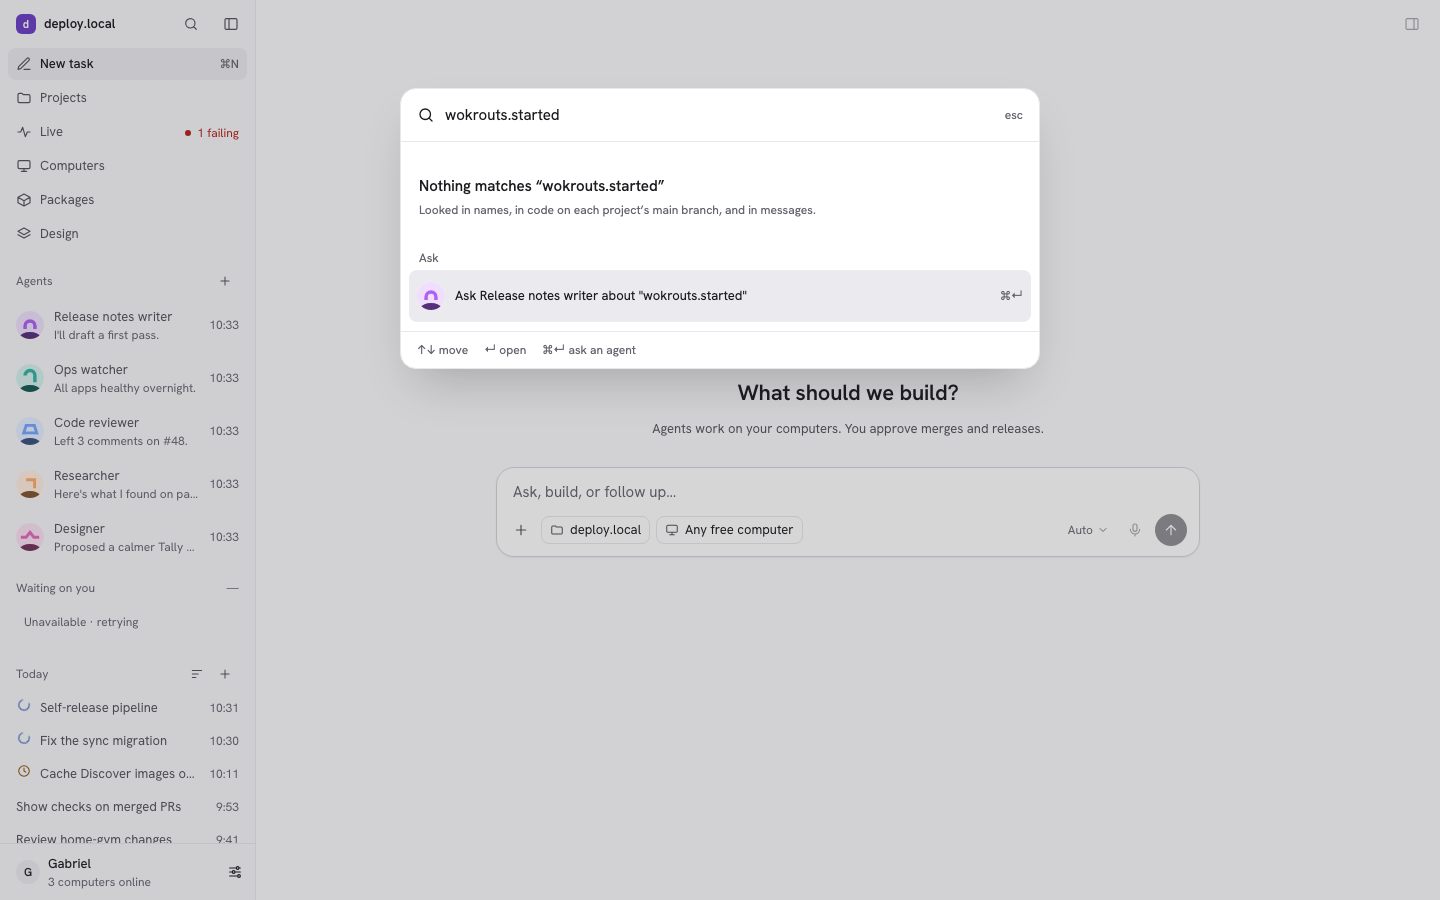 d deploy.local
New task ⌘N
Projects
Live 1 failing
Computers
Packages
Design
Agents
Release notes writer 10:33
I'll draft a first pass.
Ops watcher 10:33
All apps healthy overnight.
Code reviewer 10:33
Left 3 comments on #48.
Researcher 10:33
Here's what I found on pa...
Designer 10:33
Proposed a calmer Tally ...
Waiting on you —
Unavailable · retrying
Today
Self-release pipeline 10:31
Fix the sync migration 10:30
Cache Discover images o... 10:11
Show checks on merged PRs 9:53
Review home-gym changes 9:41
G Gabriel
3 computers online
wokrouts.started esc
Nothing matches “wokrouts.started”
Looked in names, in code on each project’s main branch, and in messages.
Ask
Ask Release notes writer about "wokrouts.started" ⌘↵
↑↓ move ↵ open ⌘↵ ask an agent
What should we build?
Agents work on your computers. You approve merges and releases.
Ask, build, or follow up...
deploy.local Any free computer Auto